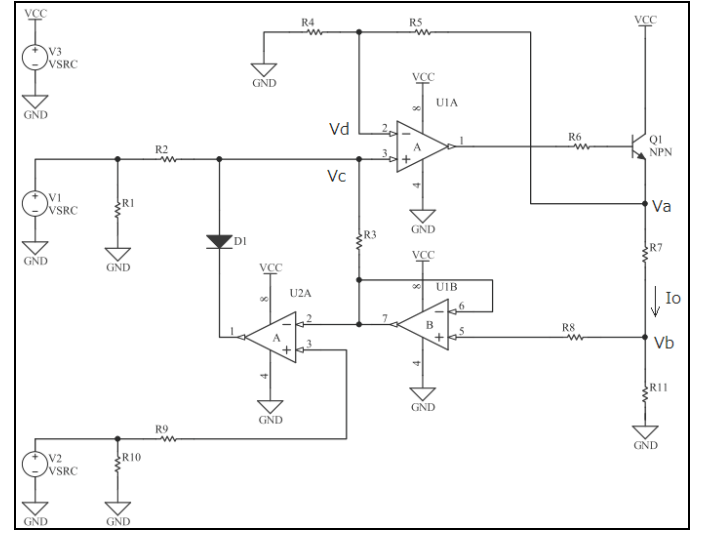 VCC
R4
R5
VCC
V3
VSRC
GND
GND
VCC
U1A
8
Vd
2
A
1
R6
Q1
NPN
R2
3
Vc
4
V1
VSRC
R1
GND
Va
D1
R3
R7
GND
GND
VCC
VCC
8
U1B
Io
8
U2A
6
1
2
7
B
R8
A
5
Vb
3
4
4
R11
R9
GND
GND
V2
VSRC
R10
GND
GND
GND